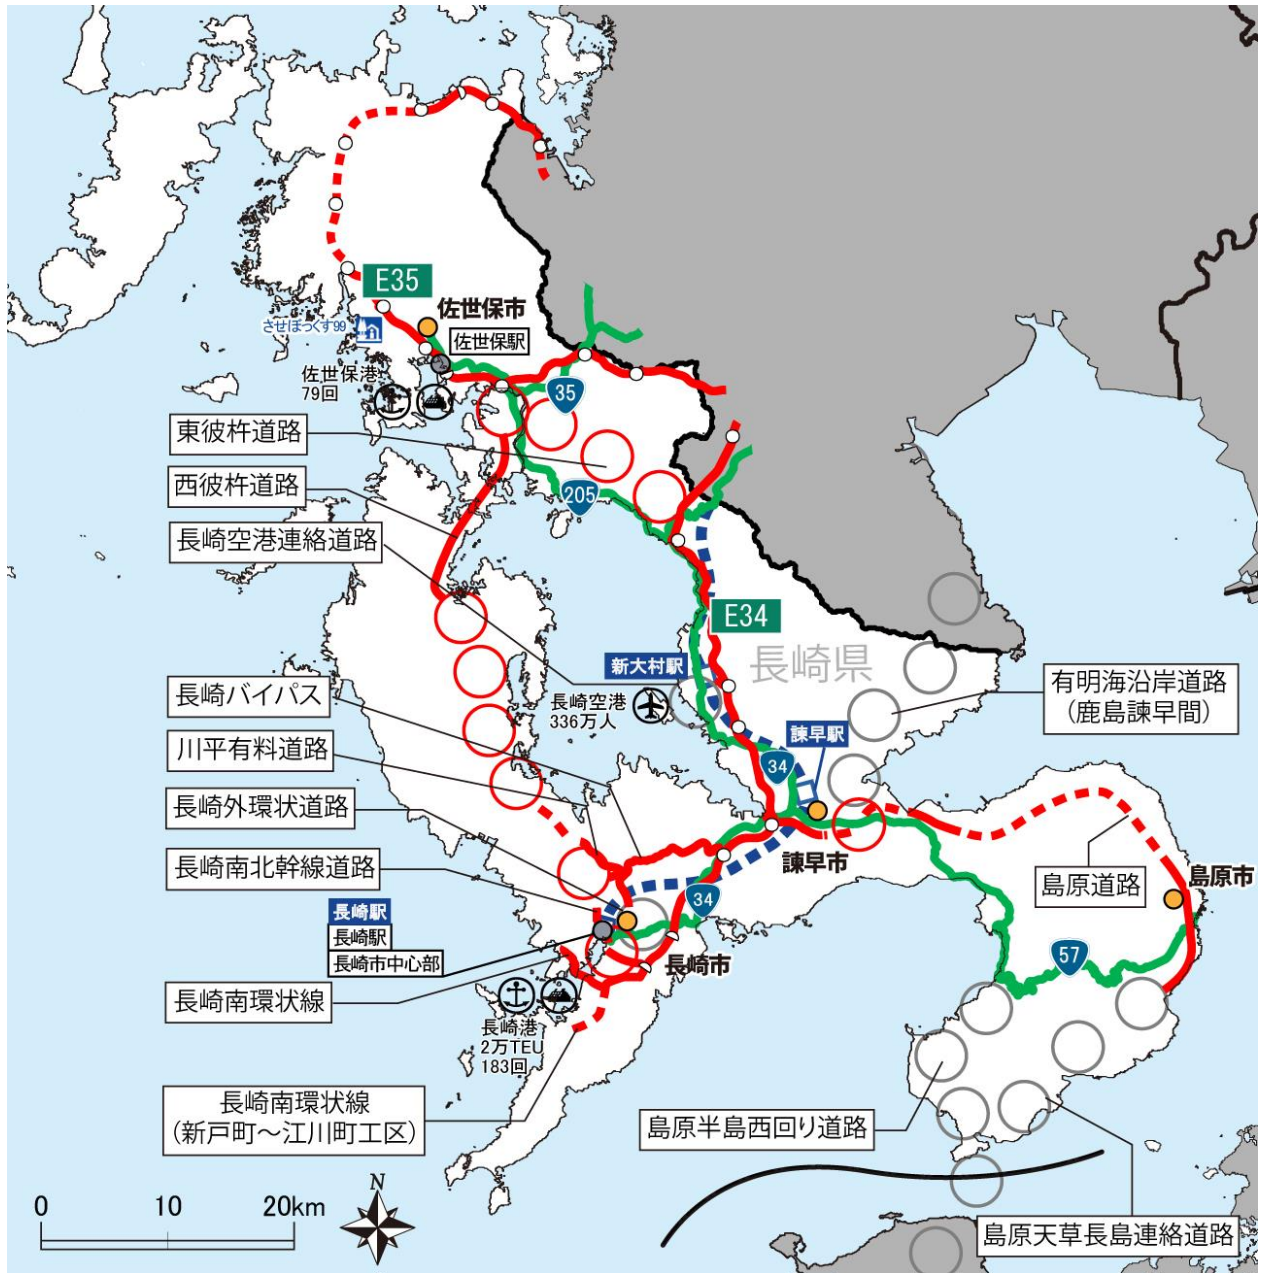 E35
佐世保市
させぼっくす99
佐世保駅
佐世保港
79回
35
東彼杵道路
西彼杵道路
205
長崎空港連絡道路
E34
新大村駅
長崎県
長崎空港
336万人
有明海沿岸道路
(鹿島諫早間)
長崎バイパス
諫早駅
川平有料道路
34
長崎外環状道路
諫早市
長崎南北幹線道路
島原道路
島原市
34
長崎駅
長崎駅
長崎市中心部
長崎市
57
長崎南環状線
長崎港
2万TEU
183回
長崎南環状線
(新戸町～江川町工区)
島原半島西回り道路
島原天草長島連絡道路
N
0 10 20km